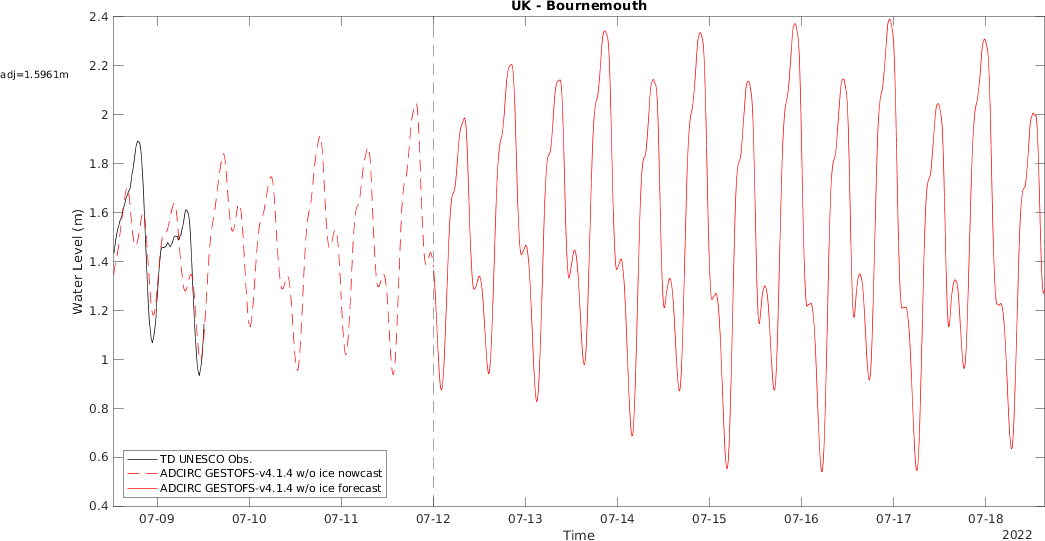 UK - Bournemouth
adj=1.5961m
Water Level (m)
2.4
2.2
2
1.8
1.6
1.4
1.2
1
0.8
0.6
0.4
TD UNESCO Obs.
ADCIRC GESTOFS-v4.1.4 w/o ice nowcast
ADCIRC GESTOFS-v4.1.4 w/o ice forecast
07-09 07-10 07-11 07-12 07-13 07-14 07-15 07-16 07-17 07-18
Time
2022